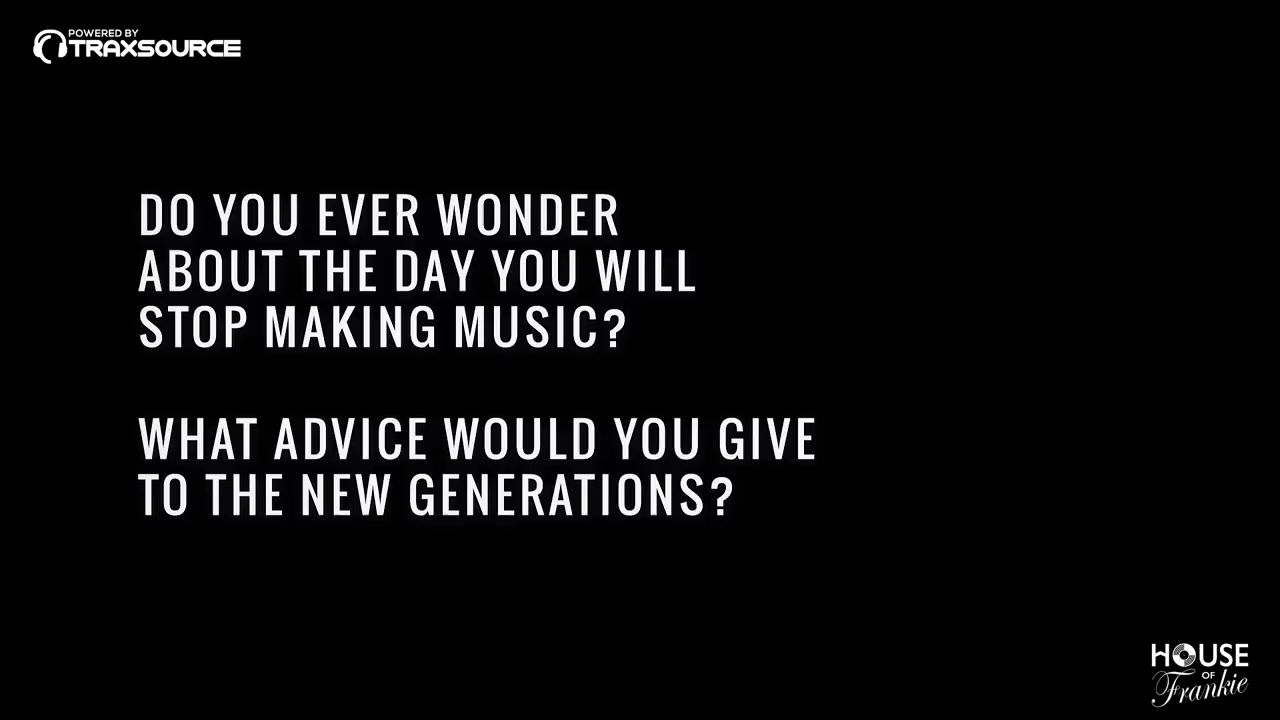 POWERED BY
TRAXSOURCE
DO YOU EVER WONDER
ABOUT THE DAY YOU WILL
STOP MAKING MUSIC?
WHAT ADVICE WOULD YOU GIVE
TO THE NEW GENERATIONS?
HOUSE
OF
Frankie